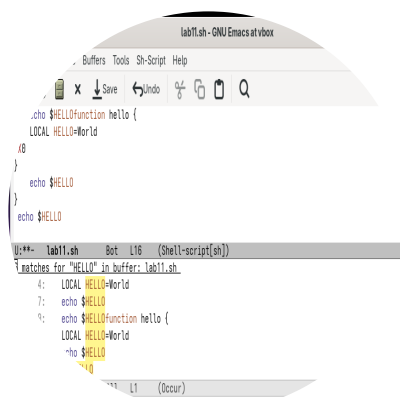 lab11.sh - GNU Emacs at vbox
Buffers Tools Sh-Script Help
Save Undo
echo $HELLOfunction hello {
LOCAL HELLO=World
}
echo $HELLO
}
echo $HELLO
U:**- lab11.sh Bot L16 (Shell-script[sh])
matches for "HELLO" in buffer: lab11.sh
4: LOCAL HELLO=World
7: echo $HELLO
9: echo $HELLOfunction hello {
LOCAL HELLO=World
echo $HELLO
L1 (Occur)